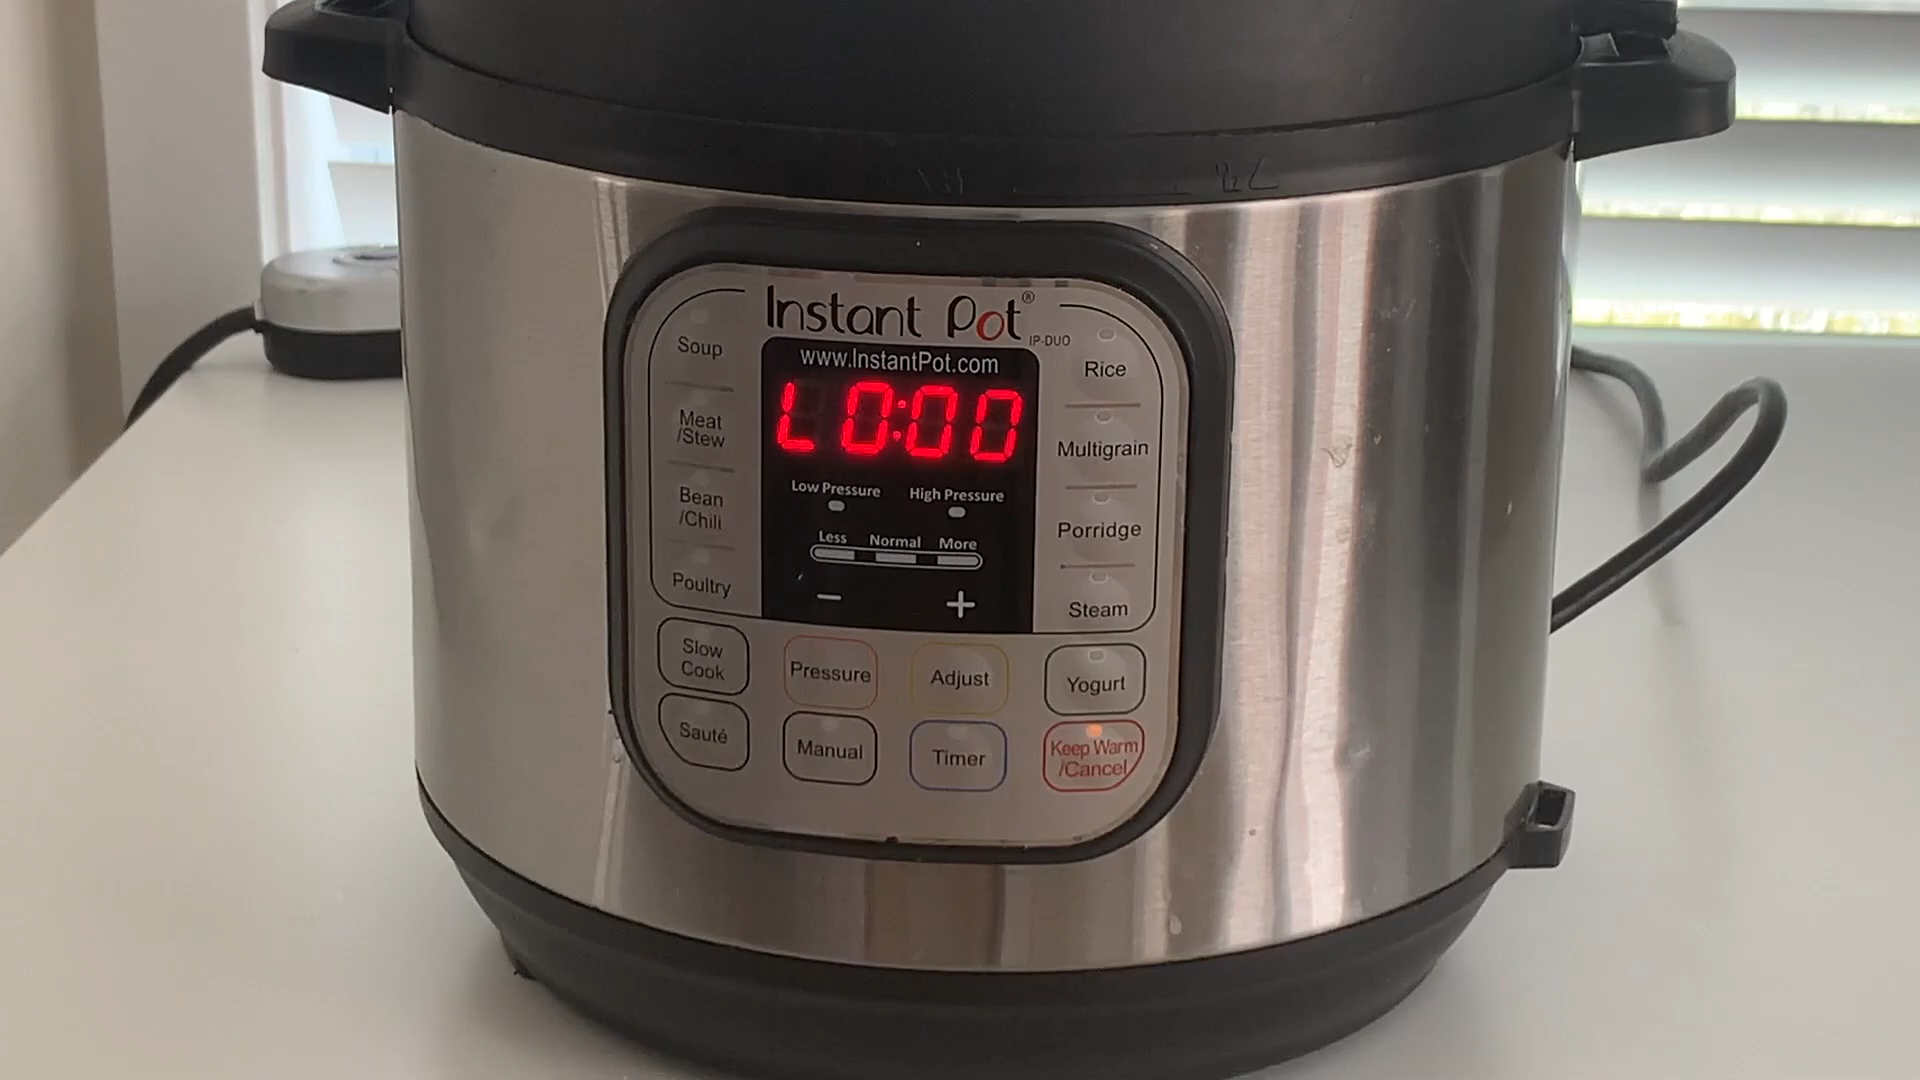 Instant Pot®
IP-DUO
www.InstantPot.com
L0:00
Low Pressure
High Pressure
Less
Normal
More
−
+
Soup
Meat
/Stew
Bean
/Chili
Poultry
Rice
Multigrain
Porridge
Steam
Slow
Cook
Pressure
Adjust
Yogurt
Sauté
Manual
Timer
Keep Warm
/Cancel